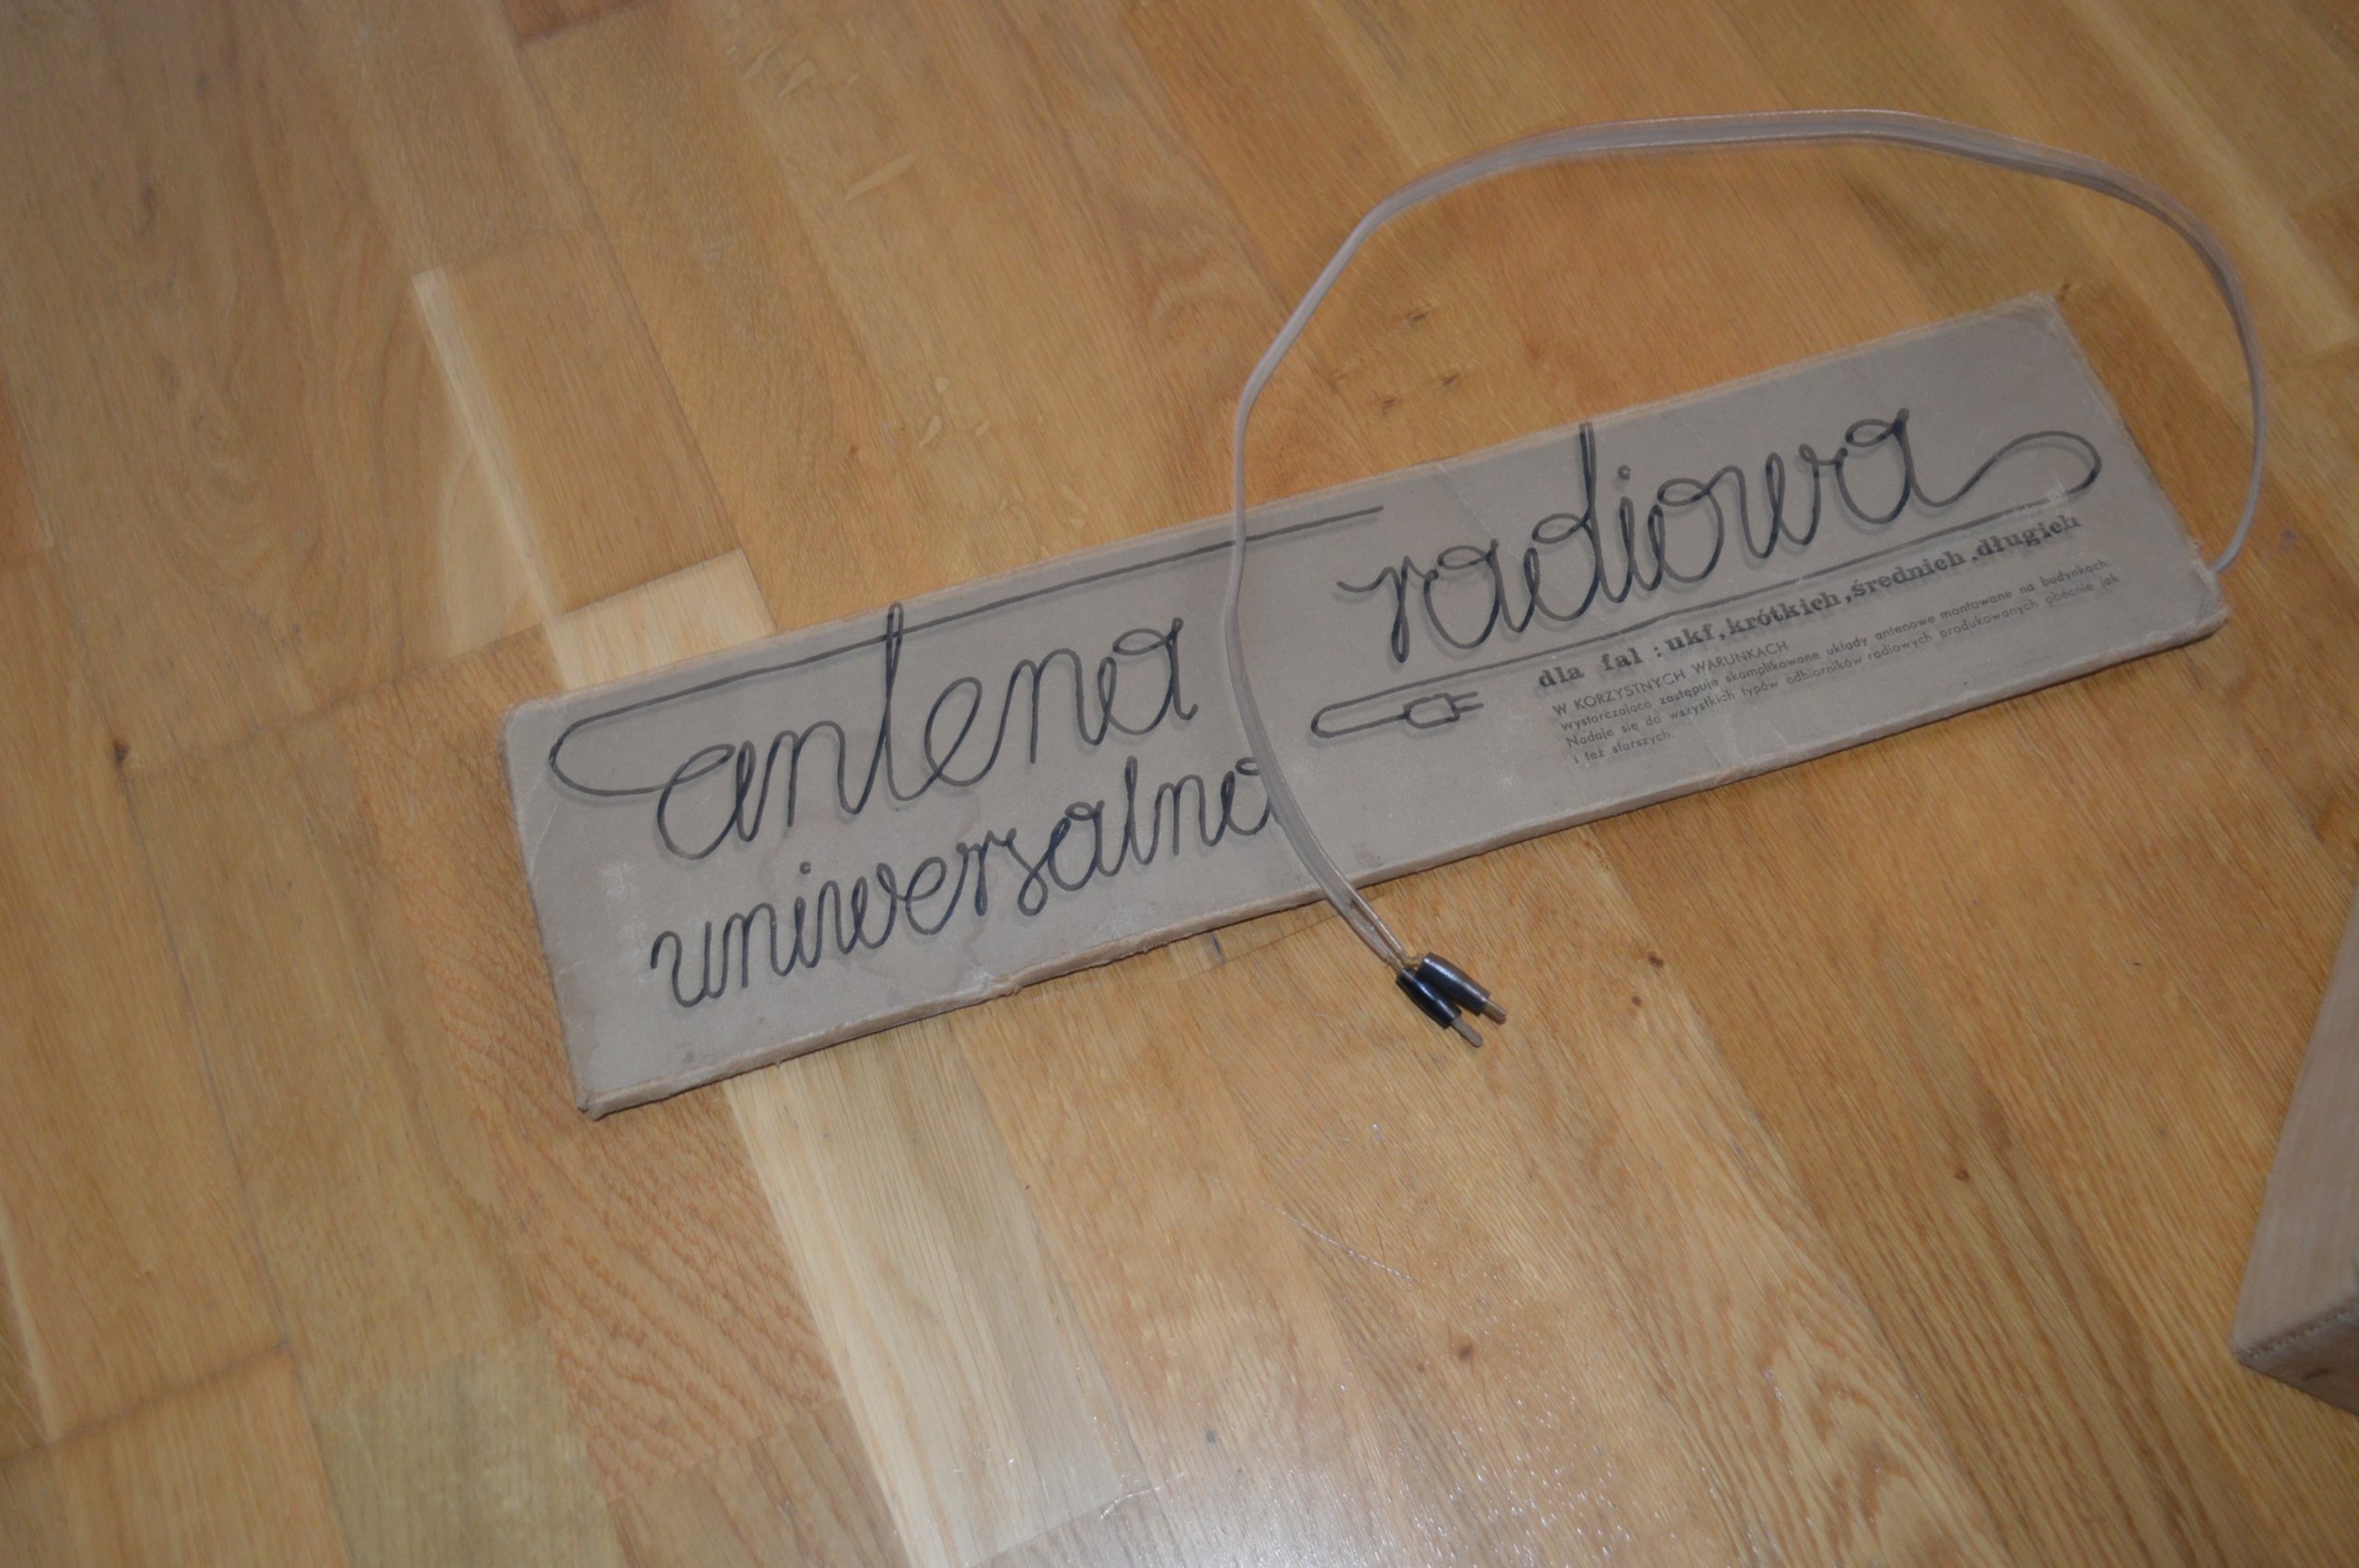 antena radiowa
uniwersalna
dla fal : ukf, krótkich, średnich, długich
W KORZYSTNYCH WARUNKACH
wystarczająco zastępuje skomplikowane układy antenowe montowane na budynkach.
Nadaje się do wszystkich typów odbiorników radiowych produkowanych obecnie jak
i też starszych.